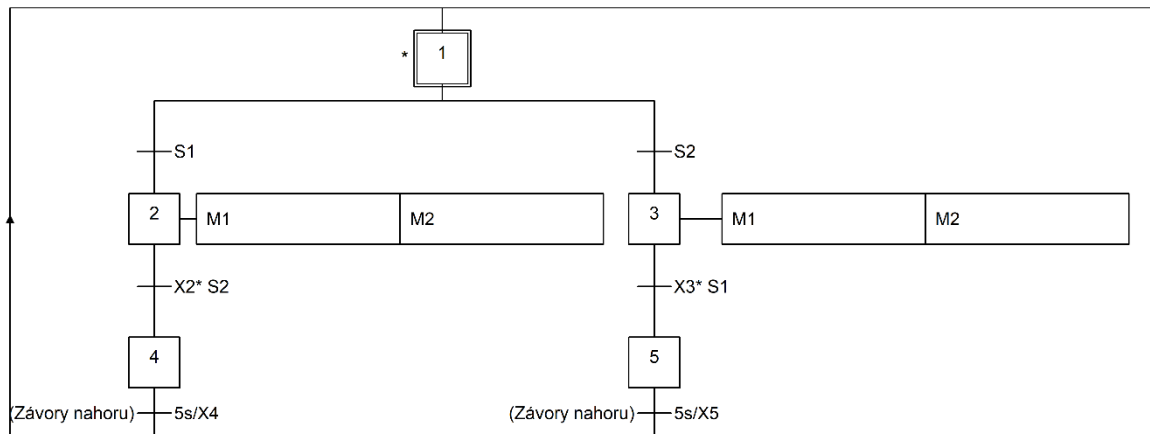 * 1
S1 S2
2 M1 M2 3 M1 M2
X2* S2 X3* S1
4 5
(Závory nahoru) 5s/X4 (Závory nahoru) 5s/X5